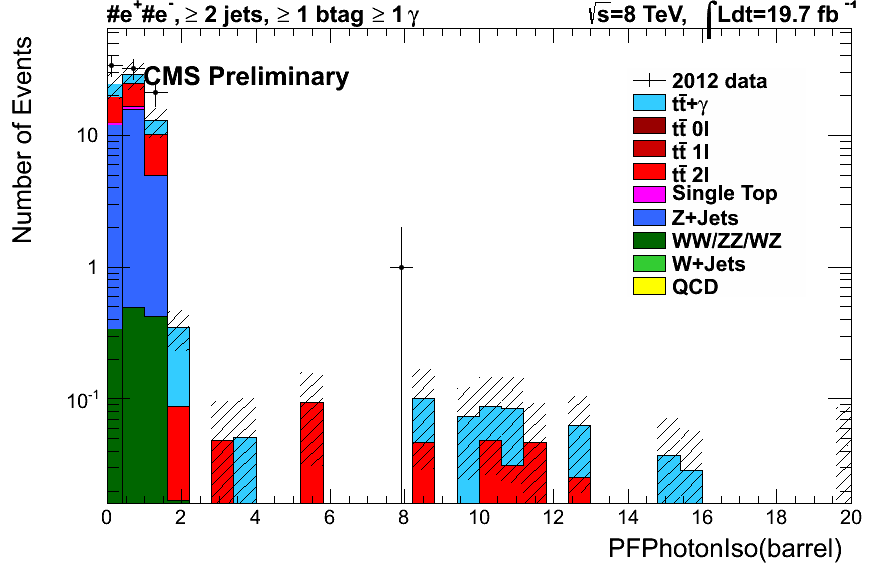 #e⁺#e⁻, ≥ 2 jets, ≥ 1 btag ≥ 1 γ
√s=8 TeV, ∫Ldt=19.7 fb⁻¹
CMS Preliminary
2012 data
tt̄+γ
tt̄ 0l
tt̄ 1l
tt̄ 2l
Single Top
Z+Jets
WW/ZZ/WZ
W+Jets
QCD
Number of Events
10
1
10⁻¹
0 2 4 6 8 10 12 14 16 18 20
PFPhotonIso(barrel)